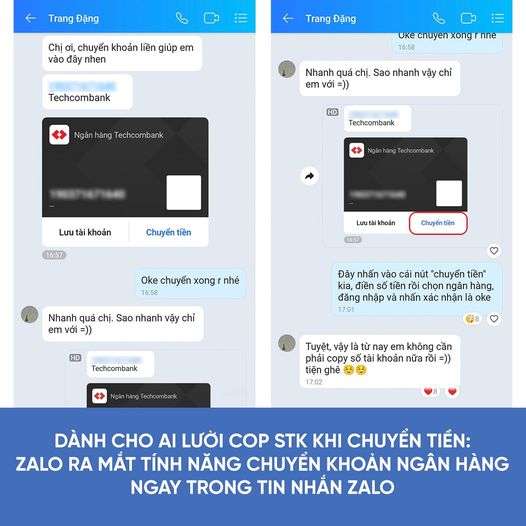 Trang Đặng
Chị ơi, chuyển khoản liền giúp em
vào đây nhen
Techcombank
Ngân hàng Techcombank
Lưu tài khoản
Chuyển tiền
16:57
Oke chuyển xong r nhé
16:58
Nhanh quá chị. Sao nhanh vậy chỉ
em với =))
HD
Techcombank
Ngân hàng Techcombank
Trang Đặng
Oke chuyển xong r nhé
16:58
Nhanh quá chị. Sao nhanh vậy chỉ
em với =))
HD
Techcombank
Ngân hàng Techcombank
Lưu tài khoản
Chuyển tiền
16:57
Đây nhấn vào cái nút "chuyển tiền"
kia, điền số tiền rồi chọn ngân hàng,
đăng nhập và nhấn xác nhận là oke
17:01
8
Tuyệt, vậy là từ nay em không cần
phải copy số tài khoản nữa rồi =))
tiện ghê
17:02
8
DÀNH CHO AI LƯỜI COP STK KHI CHUYỂN TIỀN:
ZALO RA MẮT TÍNH NĂNG CHUYỂN KHOẢN NGÂN HÀNG
NGAY TRONG TIN NHẮN ZALO